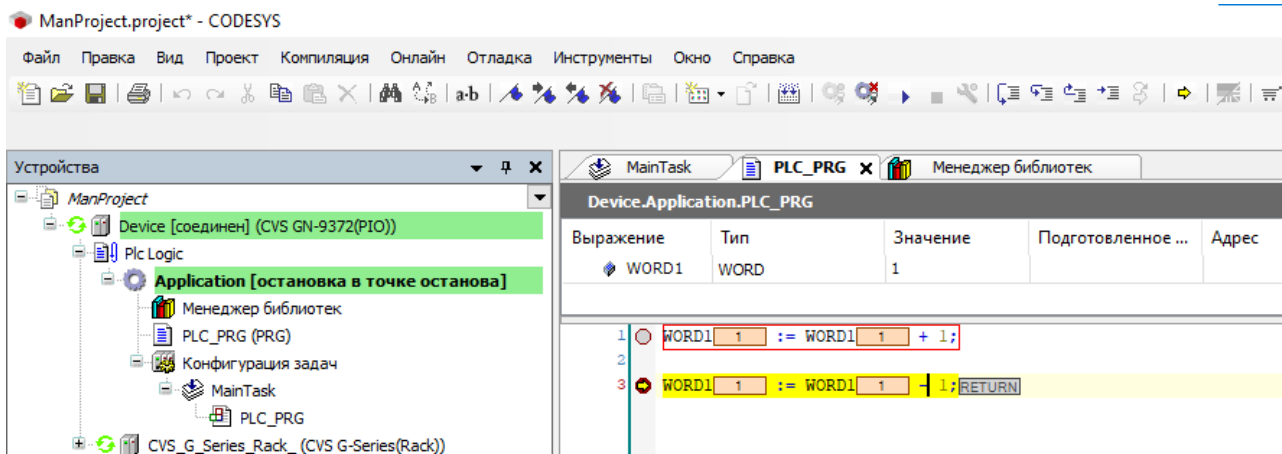 ManProject.project* - CODESYS
Файл Правка Вид Проект Компиляция Онлайн Отладка Инструменты Окно Справка
Устройства
MainTask PLC_PRG Менеджер библиотек
ManProject
Device [соединен] (CVS GN-9372(PIO))
Plc Logic
Application [остановка в точке останова]
Менеджер библиотек
PLC_PRG (PRG)
Конфигурация задач
MainTask
PLC_PRG
CVS_G_Series_Rack_ (CVS G-Series(Rack))
Device.Application.PLC_PRG
Выражение Тип Значение Подготовленное ... Адрес
WORD1 WORD 1
1 WORD1 1 := WORD1 1 + 1;
2
3 WORD1 1 := WORD1 1 - 1; RETURN